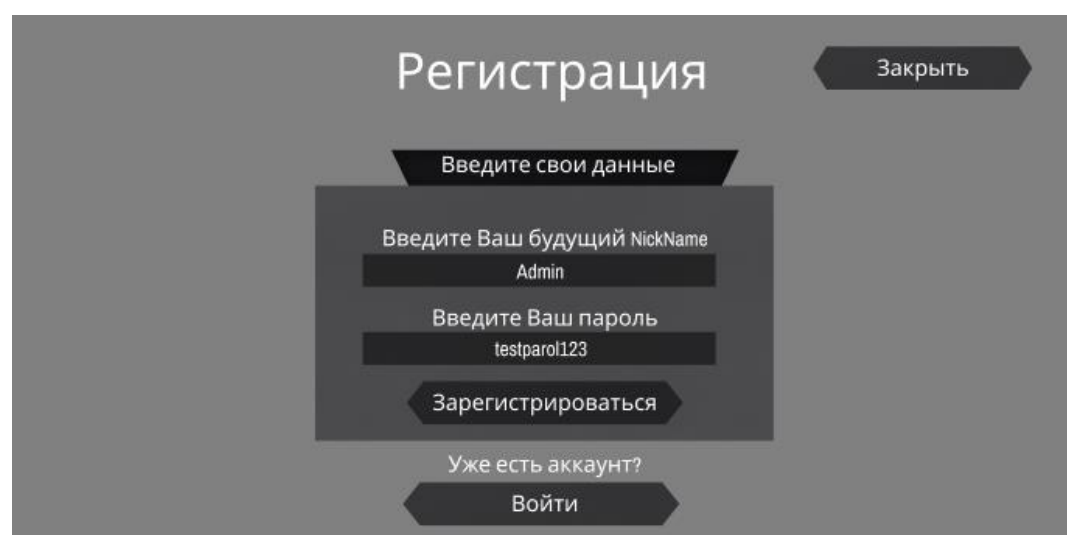 Регистрация
Закрыть
Введите свои данные
Введите Ваш будущий NickName
Admin
Введите Ваш пароль
testparol123
Зарегистрироваться
Уже есть аккаунт?
Войти